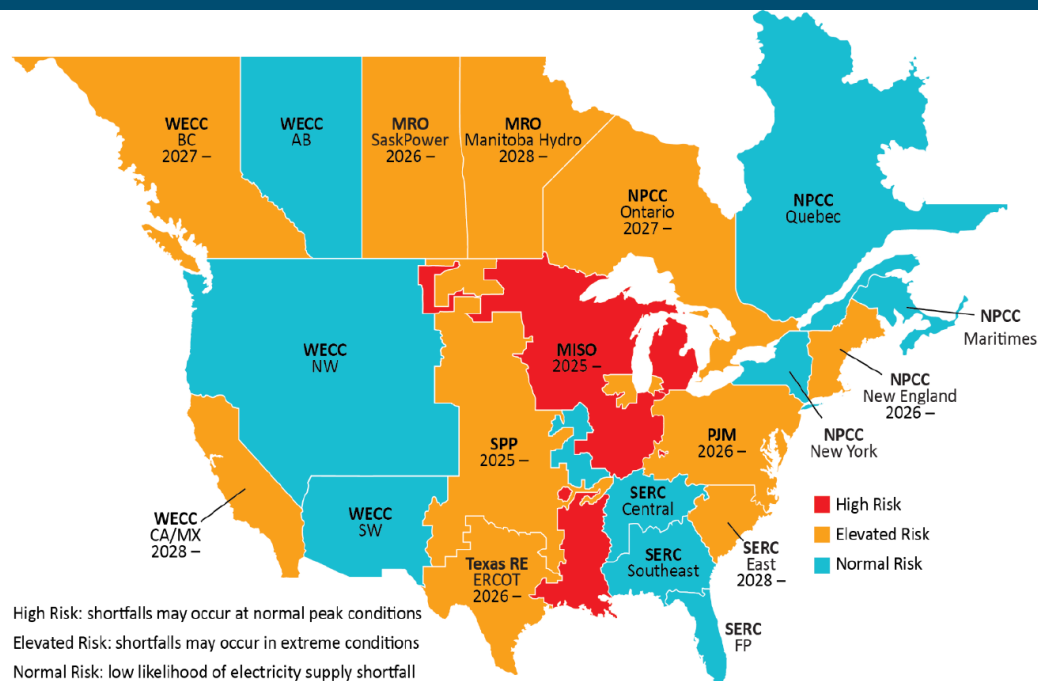 WECC
BC
2027 –
WECC
AB
MRO
SaskPower
2026 –
MRO
Manitoba Hydro
2028 –
NPCC
Ontario
2027 –
NPCC
Quebec
NPCC
Maritimes
WECC
NW
MISO
2025 –
NPCC
New England
2026 –
SPP
2025 –
PJM
2026 –
NPCC
New York
WECC
CA/MX
2028 –
WECC
SW
SERC
Central
SERC
Southeast
SERC
East
2028 –
Texas RE
ERCOT
2026 –
SERC
FP
High Risk
Elevated Risk
Normal Risk
High Risk: shortfalls may occur at normal peak conditions
Elevated Risk: shortfalls may occur in extreme conditions
Normal Risk: low likelihood of electricity supply shortfall